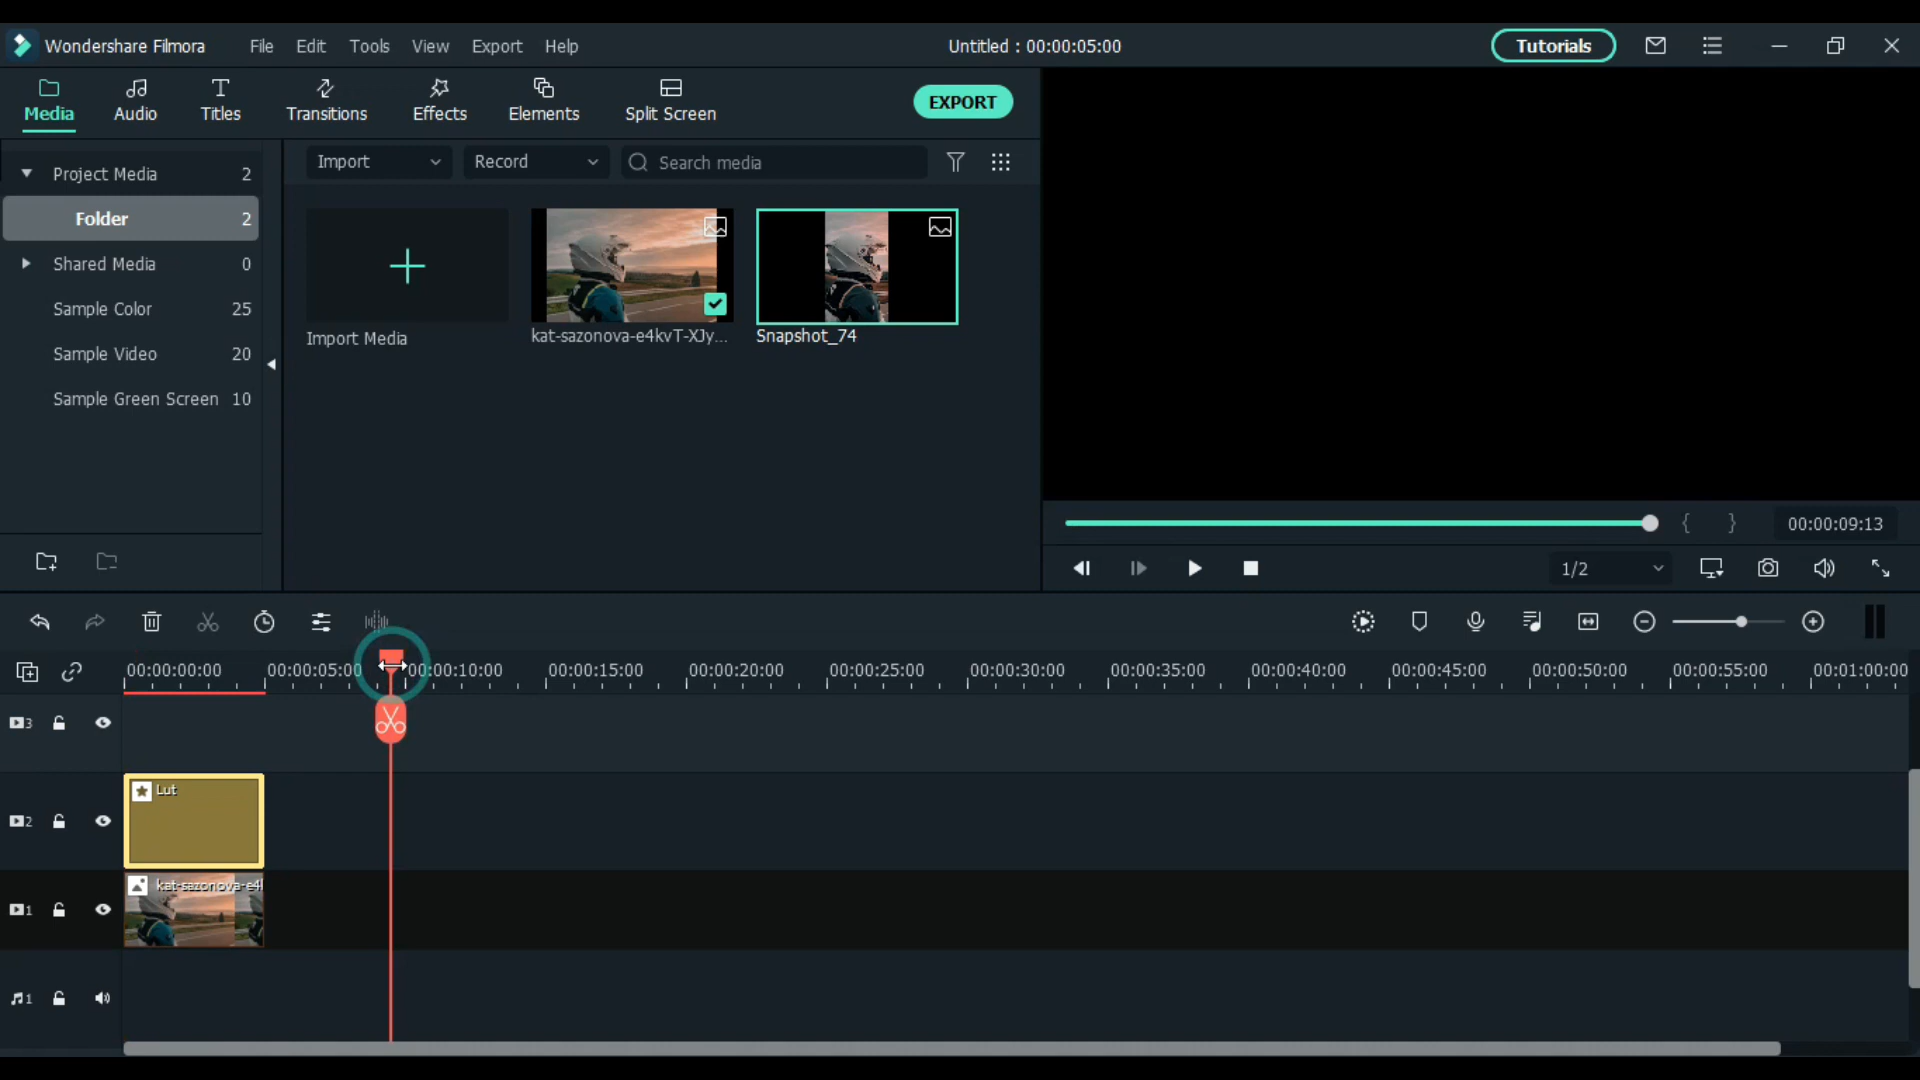 Wondershare Filmora File Edit Tools View Export Help Untitled : 00:00:05:00 Tutorials
Media Audio Titles Transitions Effects Elements Split Screen EXPORT
Project Media 2
Folder 2
Shared Media 0
Sample Color 25
Sample Video 20
Sample Green Screen 10
Import Record Search media
Import Media kat-sazonova-e4kvT-XJy... Snapshot_74
{ } 00:00:09:13
1/2
00:00:00:00 00:00:05:00 00:00:10:00 00:00:15:00 00:00:20:00 00:00:25:00 00:00:30:00 00:00:35:00 00:00:40:00 00:00:45:00 00:00:50:00 00:00:55:00 00:01:00:00
3
2 Lut
1 kat-sazonova-e4
1